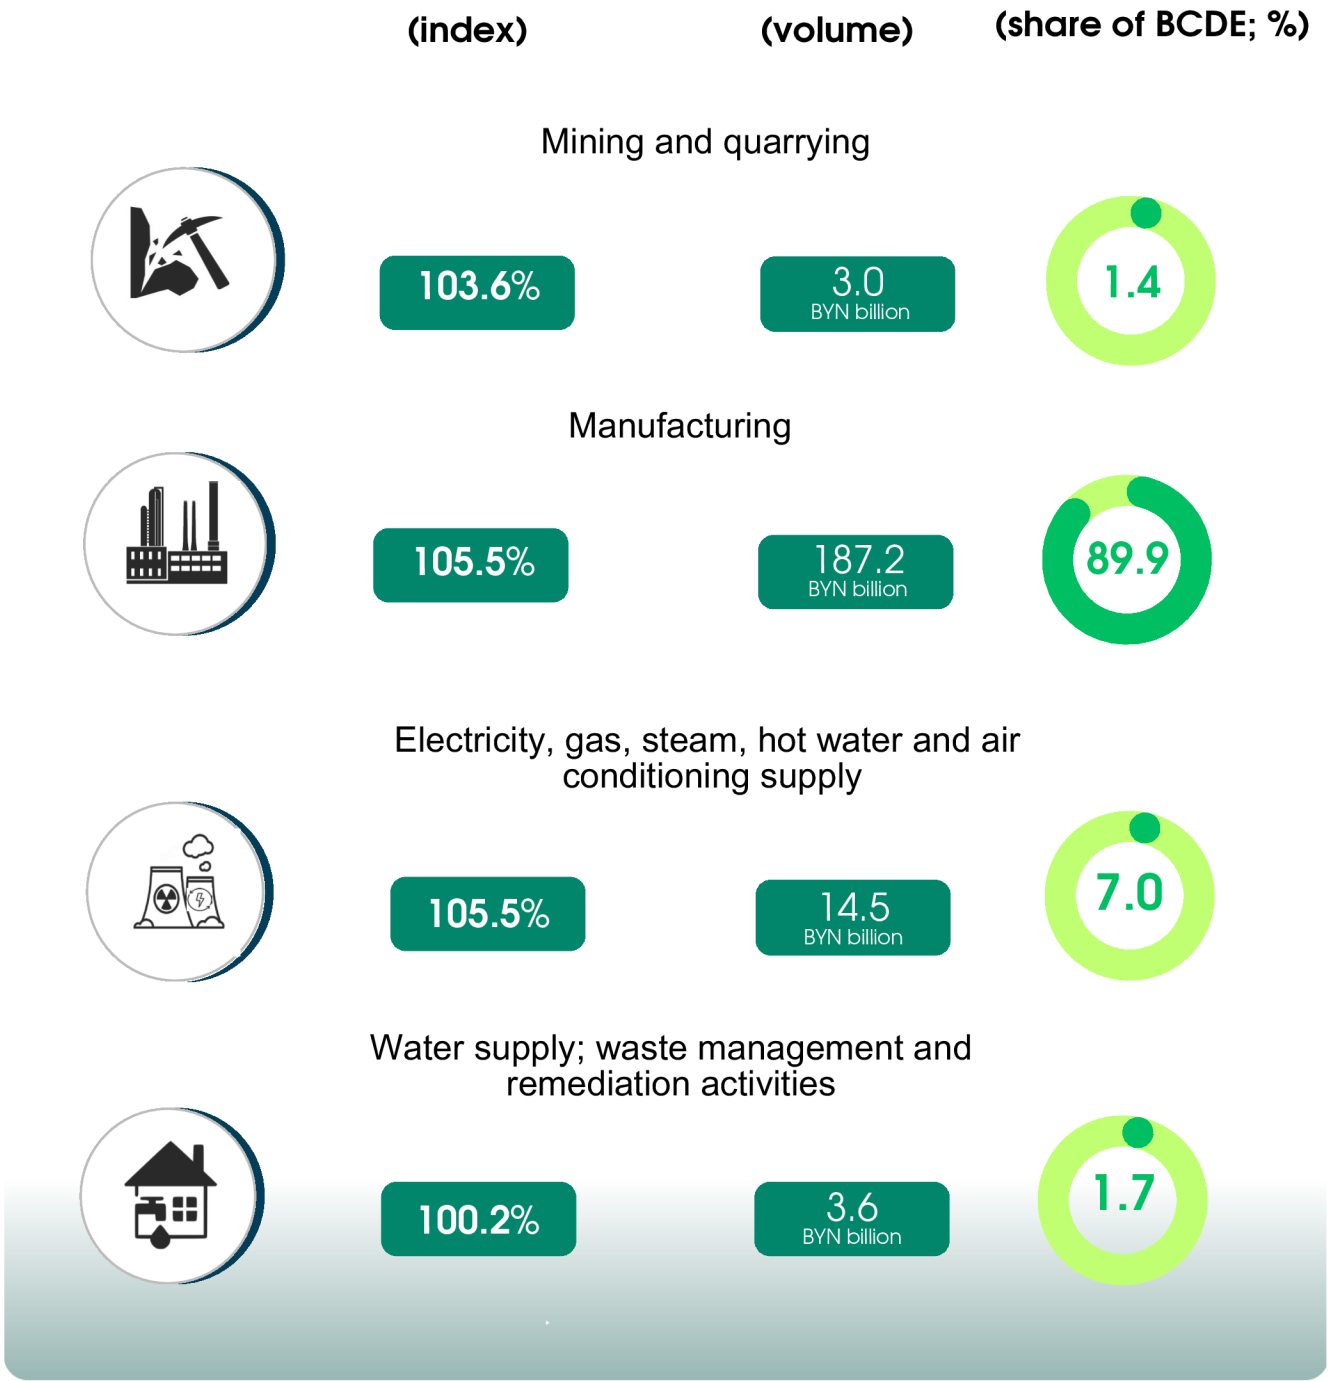 (index)
(volume)
(share of BCDE; %)
Mining and quarrying
103.6%
3.0
BYN billion
1.4
Manufacturing
105.5%
187.2
BYN billion
89.9
Electricity, gas, steam, hot water and air
conditioning supply
105.5%
14.5
BYN billion
7.0
Water supply; waste management and
remediation activities
100.2%
3.6
BYN billion
1.7